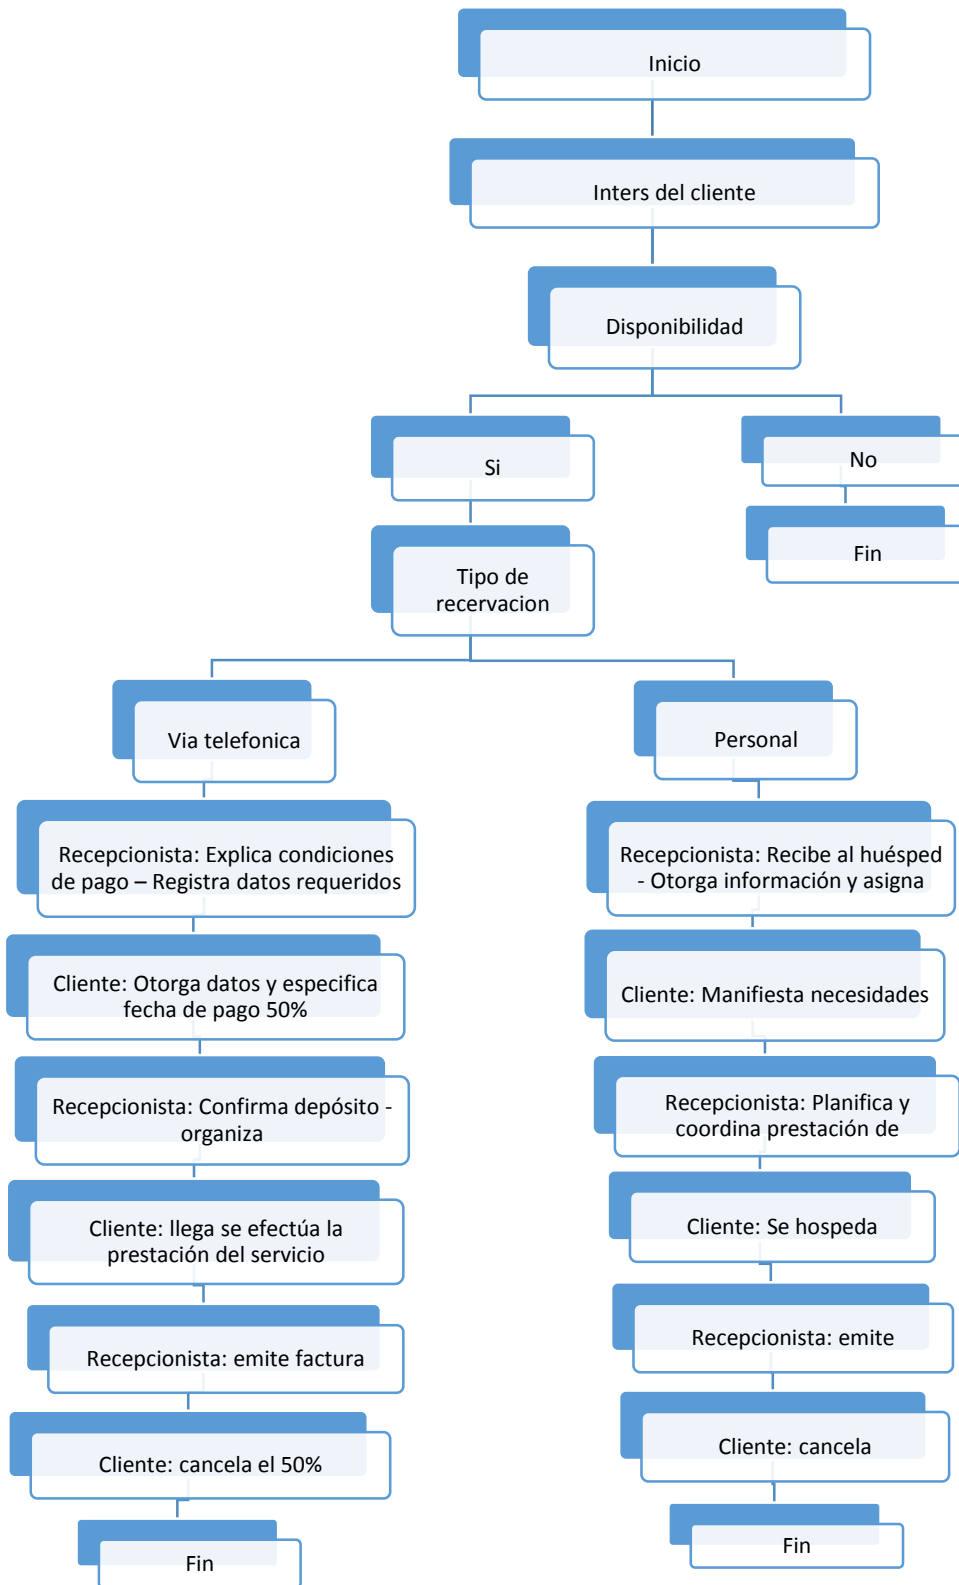 Inicio
Inters del cliente
Disponibilidad
Si
No
Fin
Tipo de
recervacion
Via telefonica
Recepcionista: Explica condiciones
de pago – Registra datos requeridos
Cliente: Otorga datos y especifica
fecha de pago 50%
Recepcionista: Confirma depósito -
organiza
Cliente: llega se efectúa la
prestación del servicio
Recepcionista: emite factura
Cliente: cancela el 50%
Fin
Personal
Recepcionista: Recibe al huésped
- Otorga información y asigna
Cliente: Manifiesta necesidades
Recepcionista: Planifica y
coordina prestación de
Cliente: Se hospeda
Recepcionista: emite
Cliente: cancela
Fin